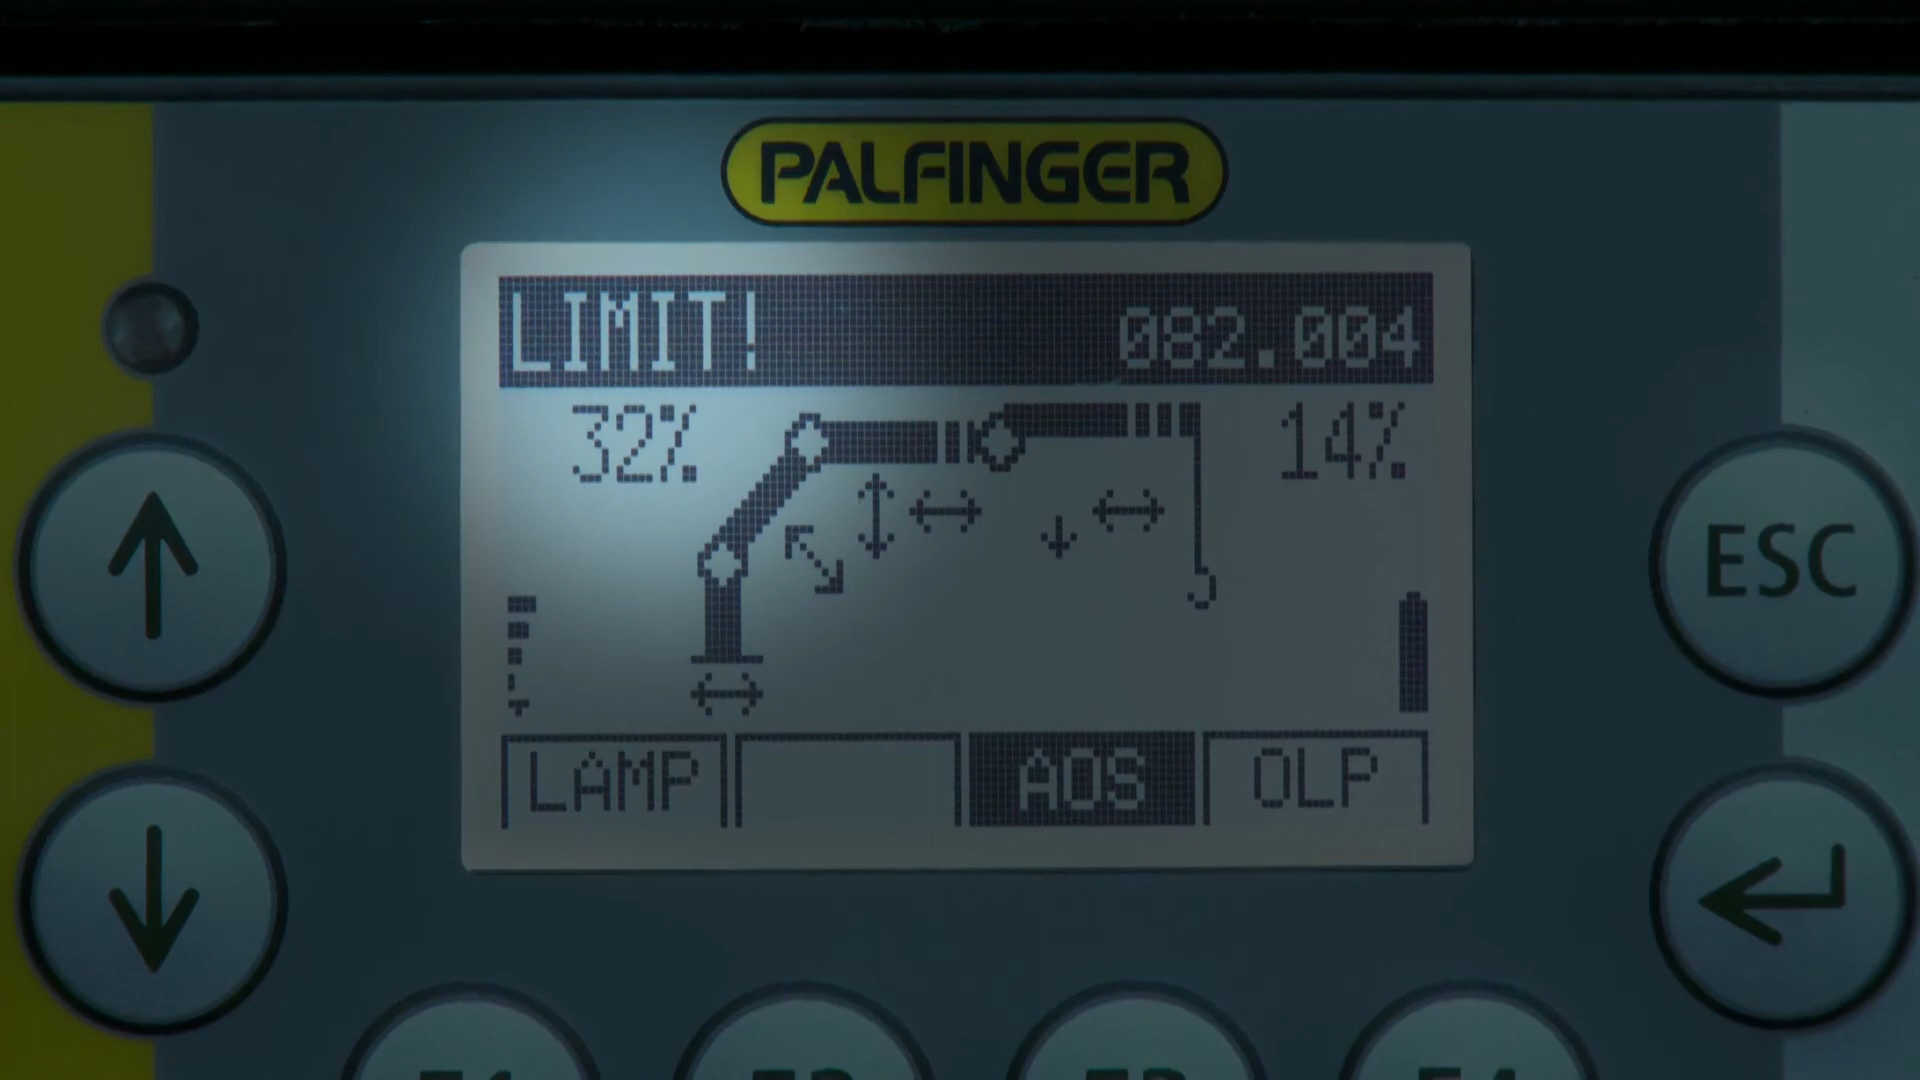 PALFINGER
LIMIT! 082.004
32% 14%
LAMP AOS OLP
ESC